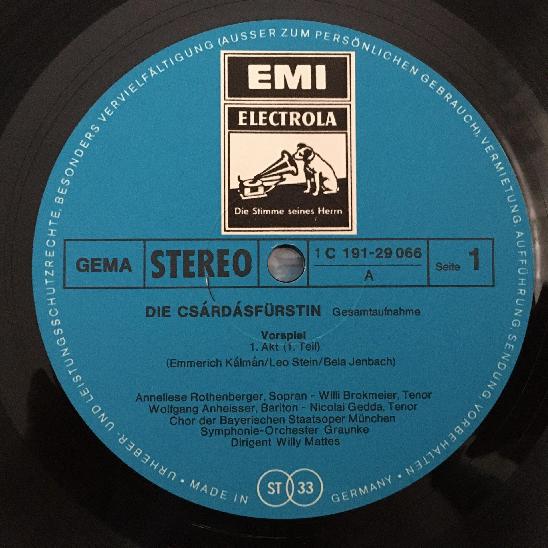 URHEBER- UND LEISTUNGSSCHUTZRECHTE, BESONDERS VERVIELFÄLTIGUNG (AUSSER ZUM PERSÖNLICHEN GEBRAUCH), VERMIETUNG, AUFFÜHRUNG, SENDUNG VORBEHALTEN
EMI
ELECTROLA
Die Stimme seines Herrn
GEMA
STEREO
1 C 191-29 066
A
Seite 1
DIE CSÁRDÁSFÜRSTIN Gesamtaufnahme
Vorspiel
1. Akt (1. Teil)
(Emmerich Kálmán/Leo Stein/Bela Jenbach)
Anneliese Rothenberger, Sopran - Willi Brokmeier, Tenor
Wolfgang Anheisser, Bariton - Nicolai Gedda, Tenor
Chor der Bayerischen Staatsoper München
Symphonie-Orchester Graunke
Dirigent Willy Mattes
• MADE IN GERMANY •
ST 33